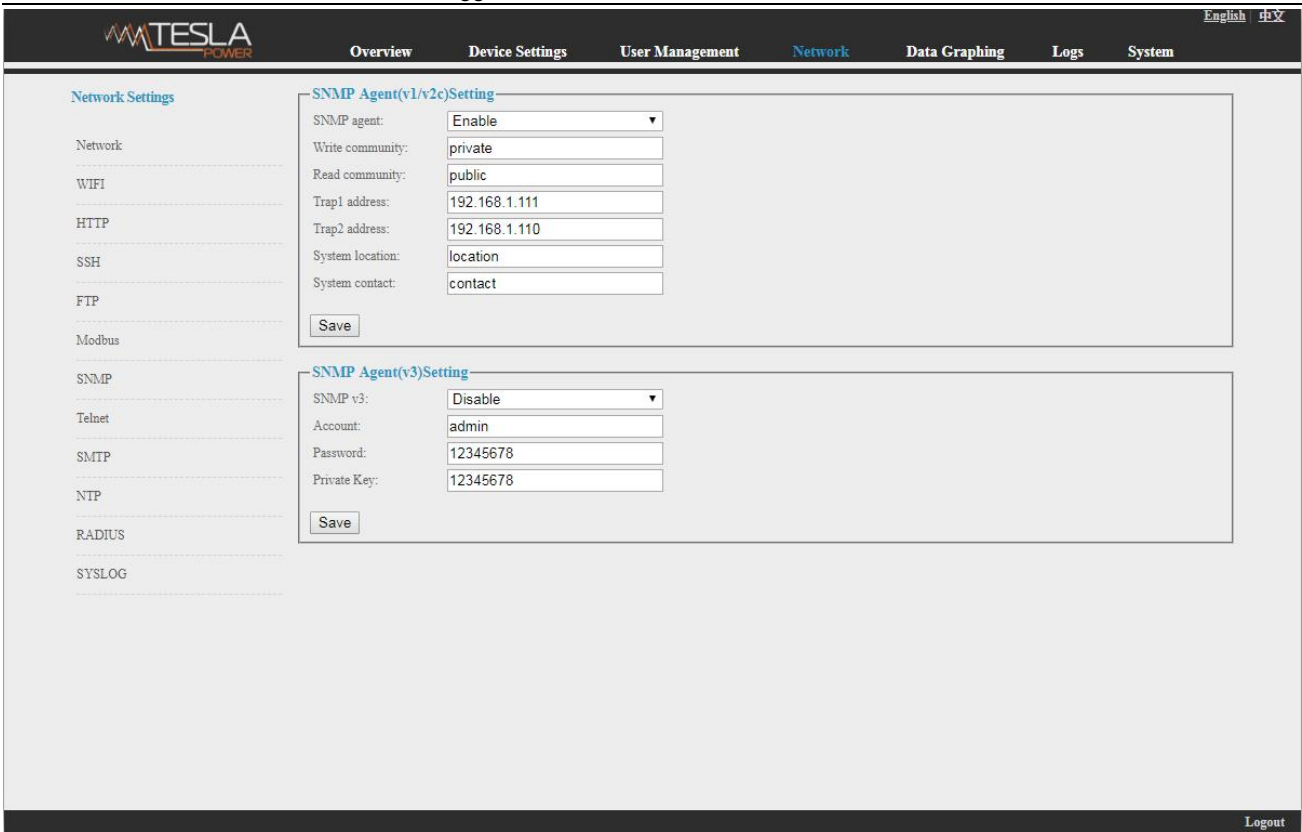 gg
English 中文
TESLA
POWER
Overview Device Settings User Management Network Data Graphing Logs System
Network Settings
Network
WIFI
HTTP
SSH
FTP
Modbus
SNMP
Telnet
SMTP
NTP
RADIUS
SYSLOG
SNMP Agent(v1/v2c)Setting
SNMP agent: Enable
Write community: private
Read community: public
Trap1 address: 192.168.1.111
Trap2 address: 192.168.1.110
System location: location
System contact: contact
Save
SNMP Agent(v3)Setting
SNMP v3: Disable
Account: admin
Password: 12345678
Private Key: 12345678
Save
Logout